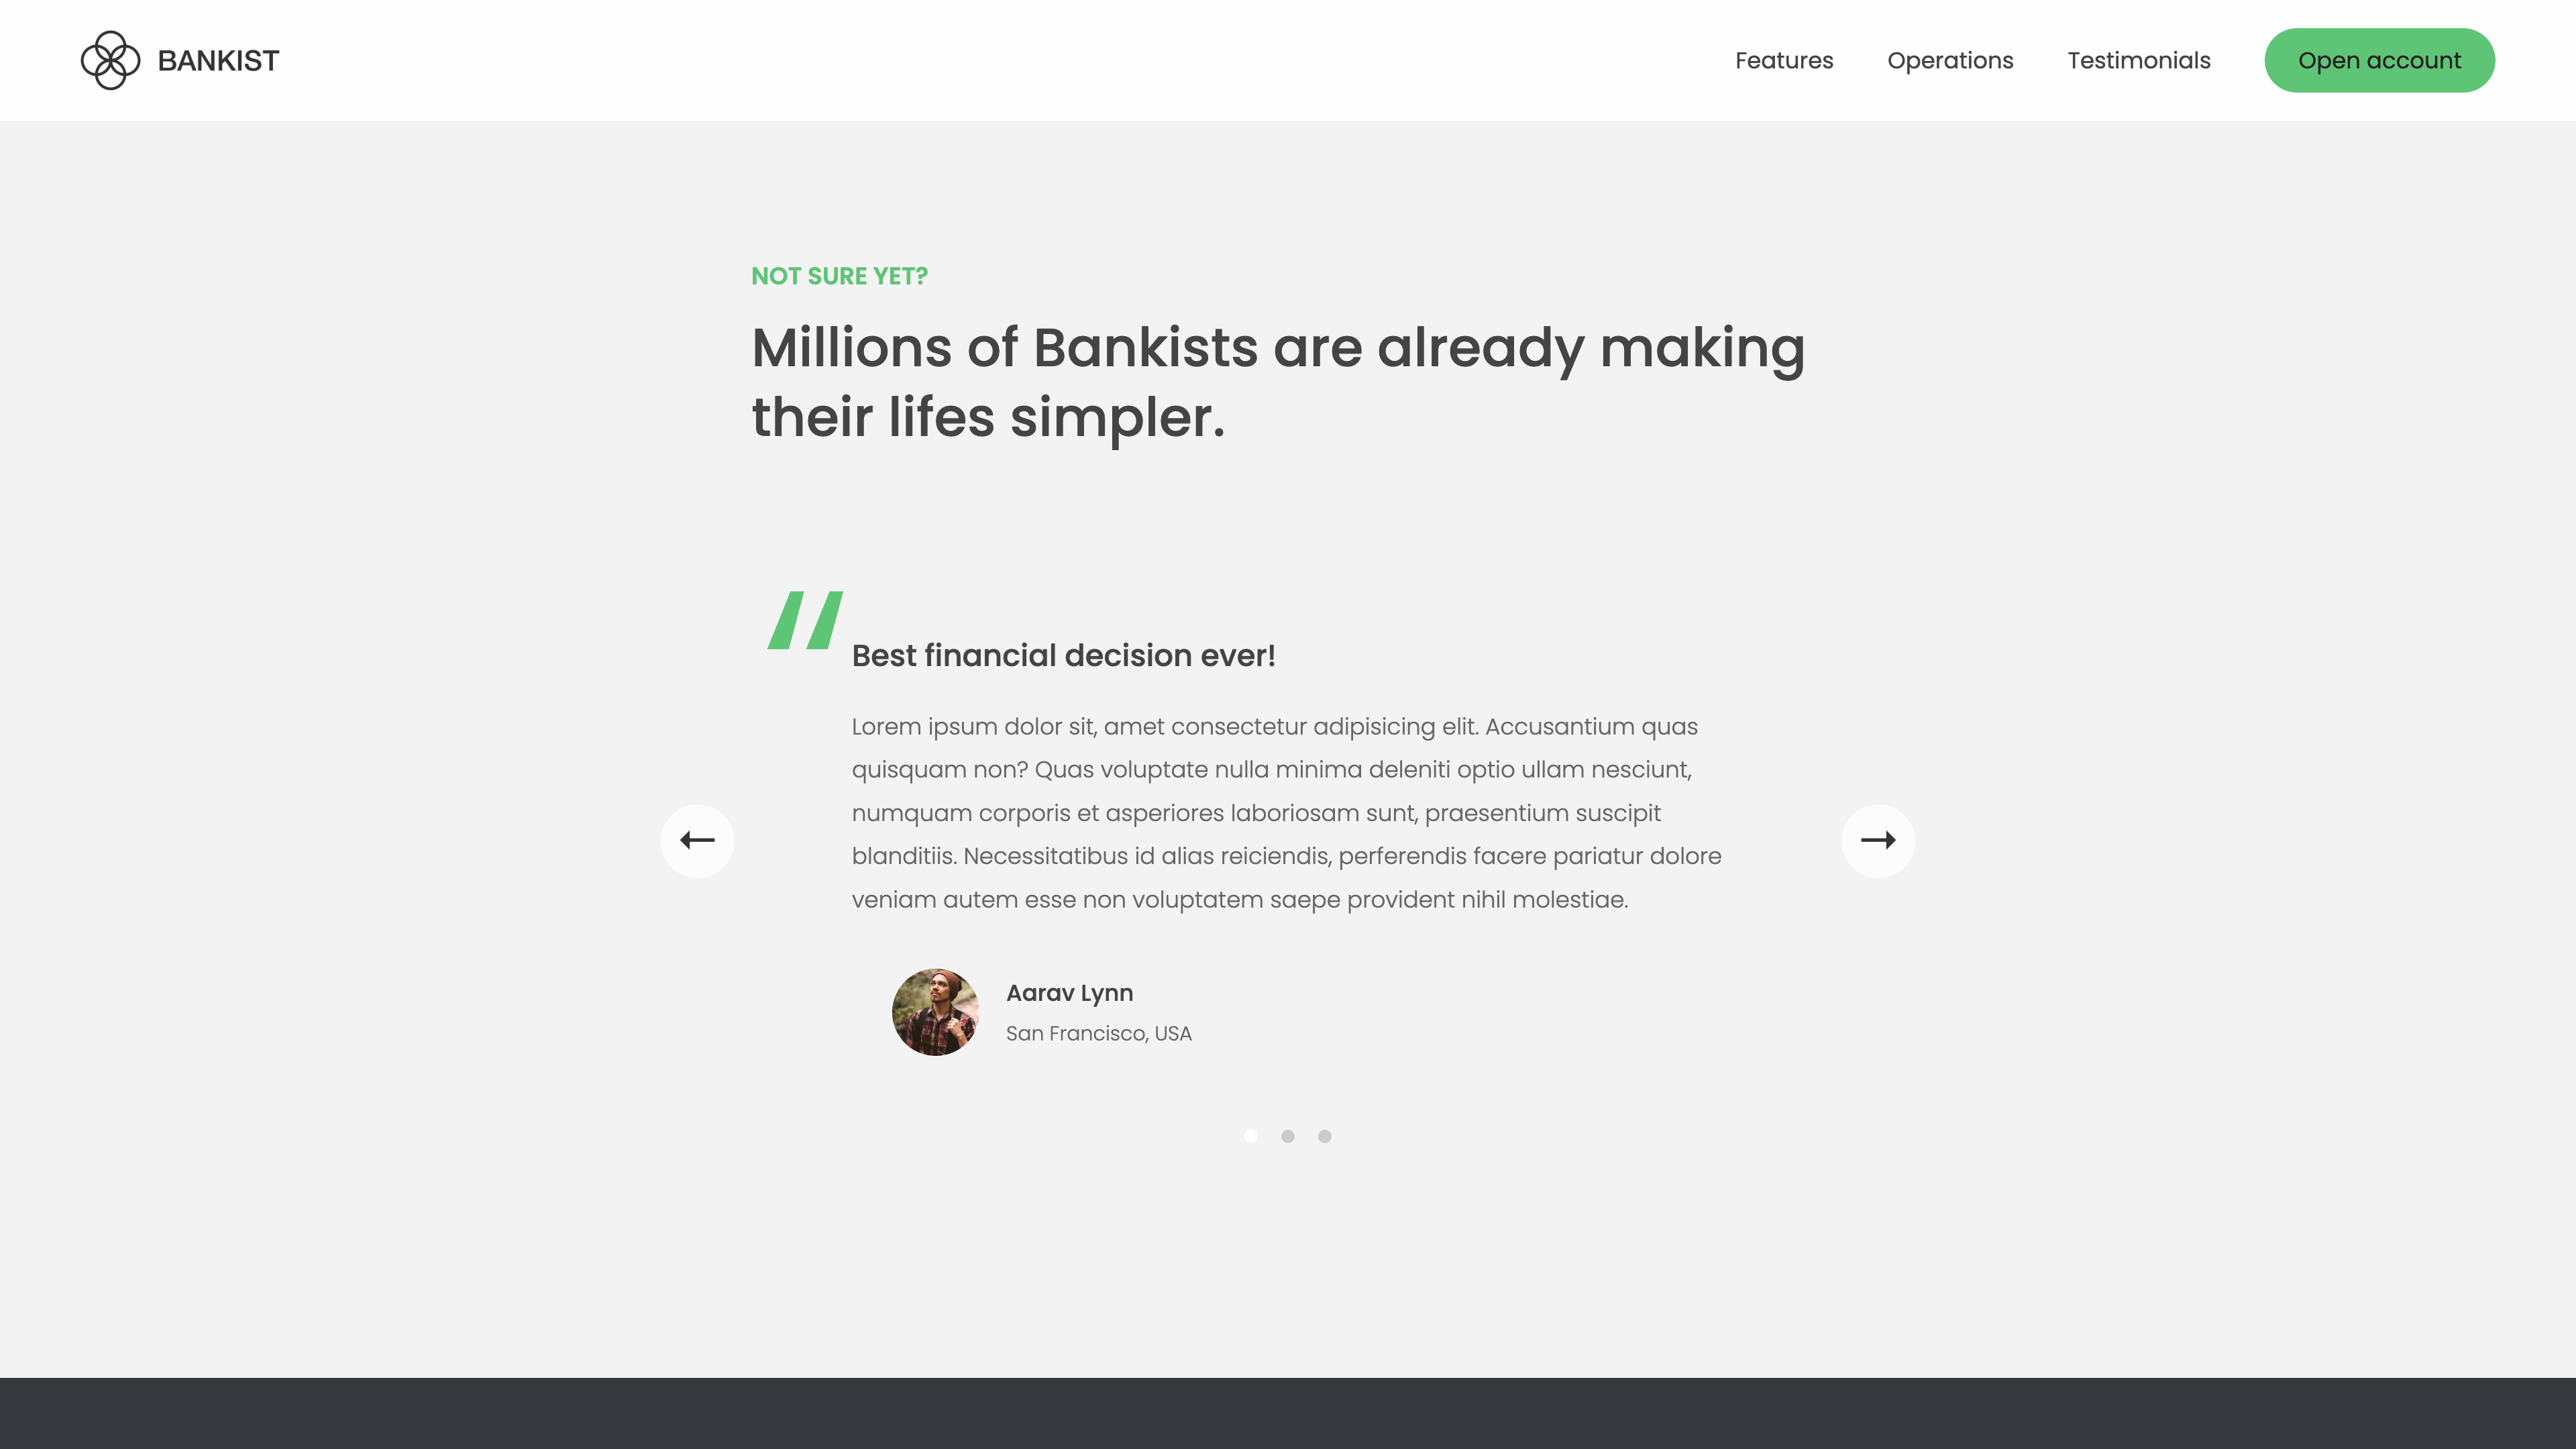 BANKIST
Features
Operations
Testimonials
Open account
NOT SURE YET?
Millions of Bankists are already making
their lifes simpler.
“
Best financial decision ever!
Lorem ipsum dolor sit, amet consectetur adipisicing elit. Accusantium quas
quisquam non? Quas voluptate nulla minima deleniti optio ullam nesciunt,
numquam corporis et asperiores laboriosam sunt, praesentium suscipit
blanditiis. Necessitatibus id alias reiciendis, perferendis facere pariatur dolore
veniam autem esse non voluptatem saepe provident nihil molestiae.
Aarav Lynn
San Francisco, USA